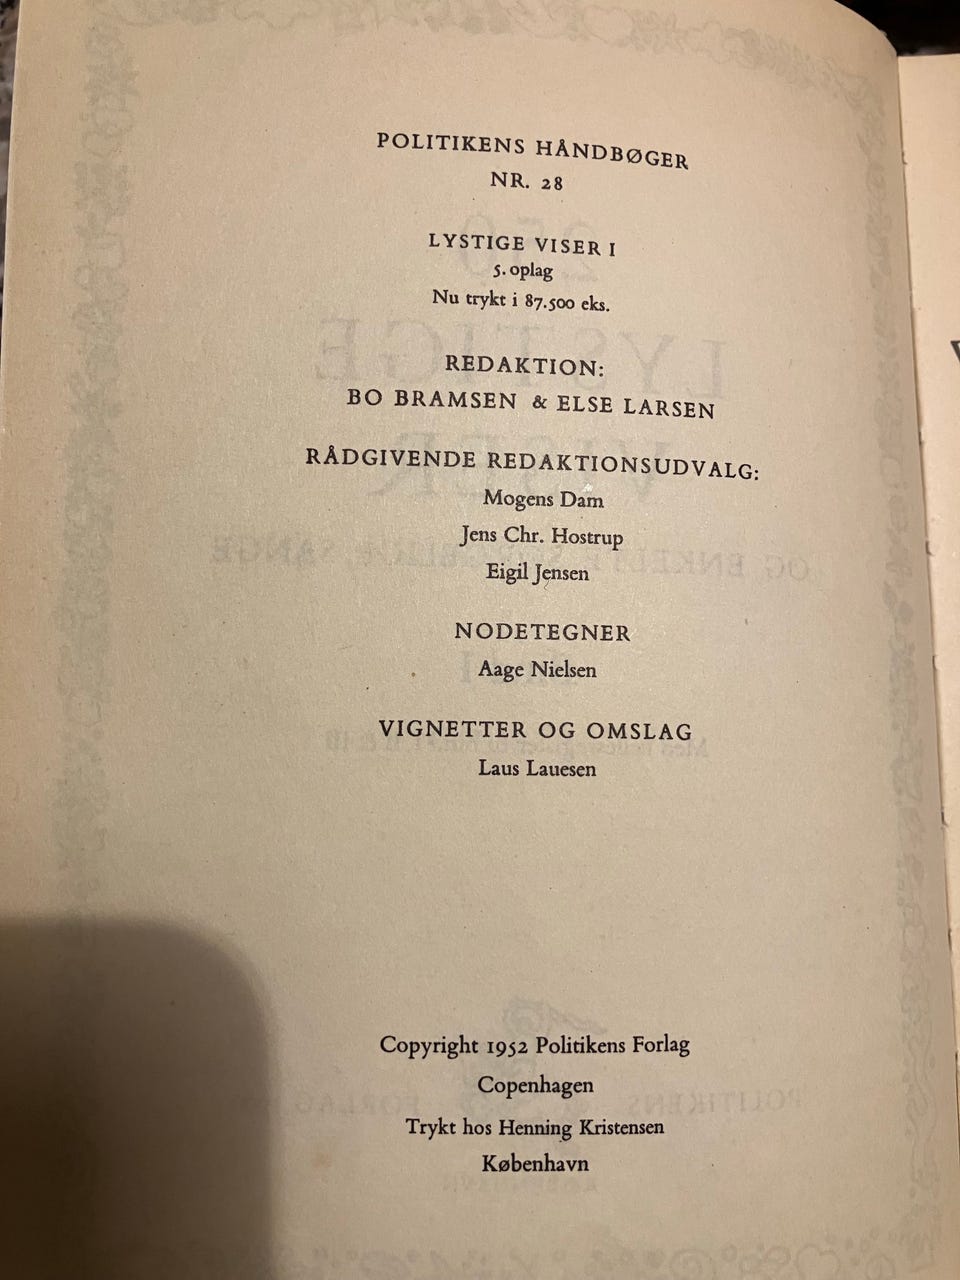 POLITIKENS HÅNDBØGER
NR. 28
LYSTIGE VISER I
5. oplag
Nu trykt i 87.500 eks.
REDAKTION:
BO BRAMSEN & ELSE LARSEN
RÅDGIVENDE REDAKTIONSUDVALG:
Mogens Dam
Jens Chr. Hostrup
Eigil Jensen
NODETEGNER
Aage Nielsen
VIGNETTER OG OMSLAG
Laus Lauesen
Copyright 1952 Politikens Forlag
Copenhagen
Trykt hos Henning Kristensen
København